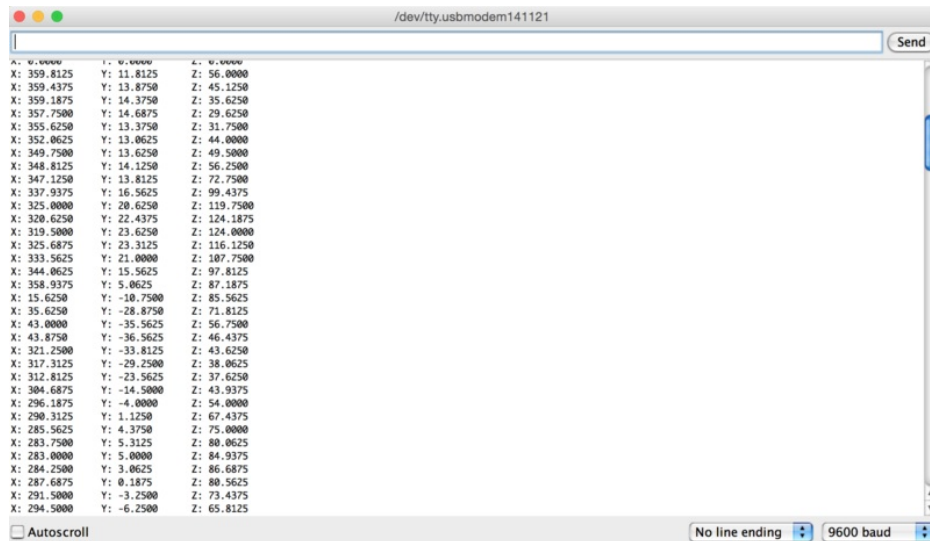 /dev/tty.usbmodem141121
Send
X: 0.0000 Y: 0.0000 Z: 0.0000
X: 359.8125 Y: 11.8125 Z: 56.0000
X: 359.4375 Y: 13.8750 Z: 45.1250
X: 359.1875 Y: 14.3750 Z: 35.6250
X: 357.7500 Y: 14.6875 Z: 29.6250
X: 355.6250 Y: 13.3750 Z: 31.7500
X: 352.0625 Y: 13.0625 Z: 44.0000
X: 349.7500 Y: 13.6250 Z: 49.5000
X: 348.8125 Y: 14.1250 Z: 56.2500
X: 347.1250 Y: 13.8125 Z: 72.7500
X: 337.9375 Y: 16.5625 Z: 99.4375
X: 325.0000 Y: 20.6250 Z: 119.7500
X: 320.6250 Y: 22.4375 Z: 124.1875
X: 319.5000 Y: 23.6250 Z: 124.0000
X: 325.6875 Y: 23.3125 Z: 116.1250
X: 333.5625 Y: 21.0000 Z: 107.7500
X: 344.0625 Y: 15.5625 Z: 97.8125
X: 358.9375 Y: 5.0625 Z: 87.1875
X: 15.6250 Y: -10.7500 Z: 85.5625
X: 35.6250 Y: -28.8750 Z: 71.8125
X: 43.0000 Y: -35.5625 Z: 56.7500
X: 43.8750 Y: -36.5625 Z: 46.4375
X: 321.2500 Y: -33.8125 Z: 43.6250
X: 317.3125 Y: -29.2500 Z: 38.0625
X: 312.8125 Y: -23.5625 Z: 37.6250
X: 304.6875 Y: -14.5000 Z: 43.9375
X: 296.1875 Y: -4.0000 Z: 54.0000
X: 290.3125 Y: 1.1250 Z: 67.4375
X: 285.5625 Y: 4.3750 Z: 75.0000
X: 283.7500 Y: 5.3125 Z: 80.0625
X: 283.0000 Y: 5.0000 Z: 84.9375
X: 284.2500 Y: 3.0625 Z: 86.6875
X: 287.6875 Y: 0.1875 Z: 80.5625
X: 291.5000 Y: -3.2500 Z: 73.4375
X: 294.5000 Y: -6.2500 Z: 65.8125
Autoscroll No line ending 9600 baud